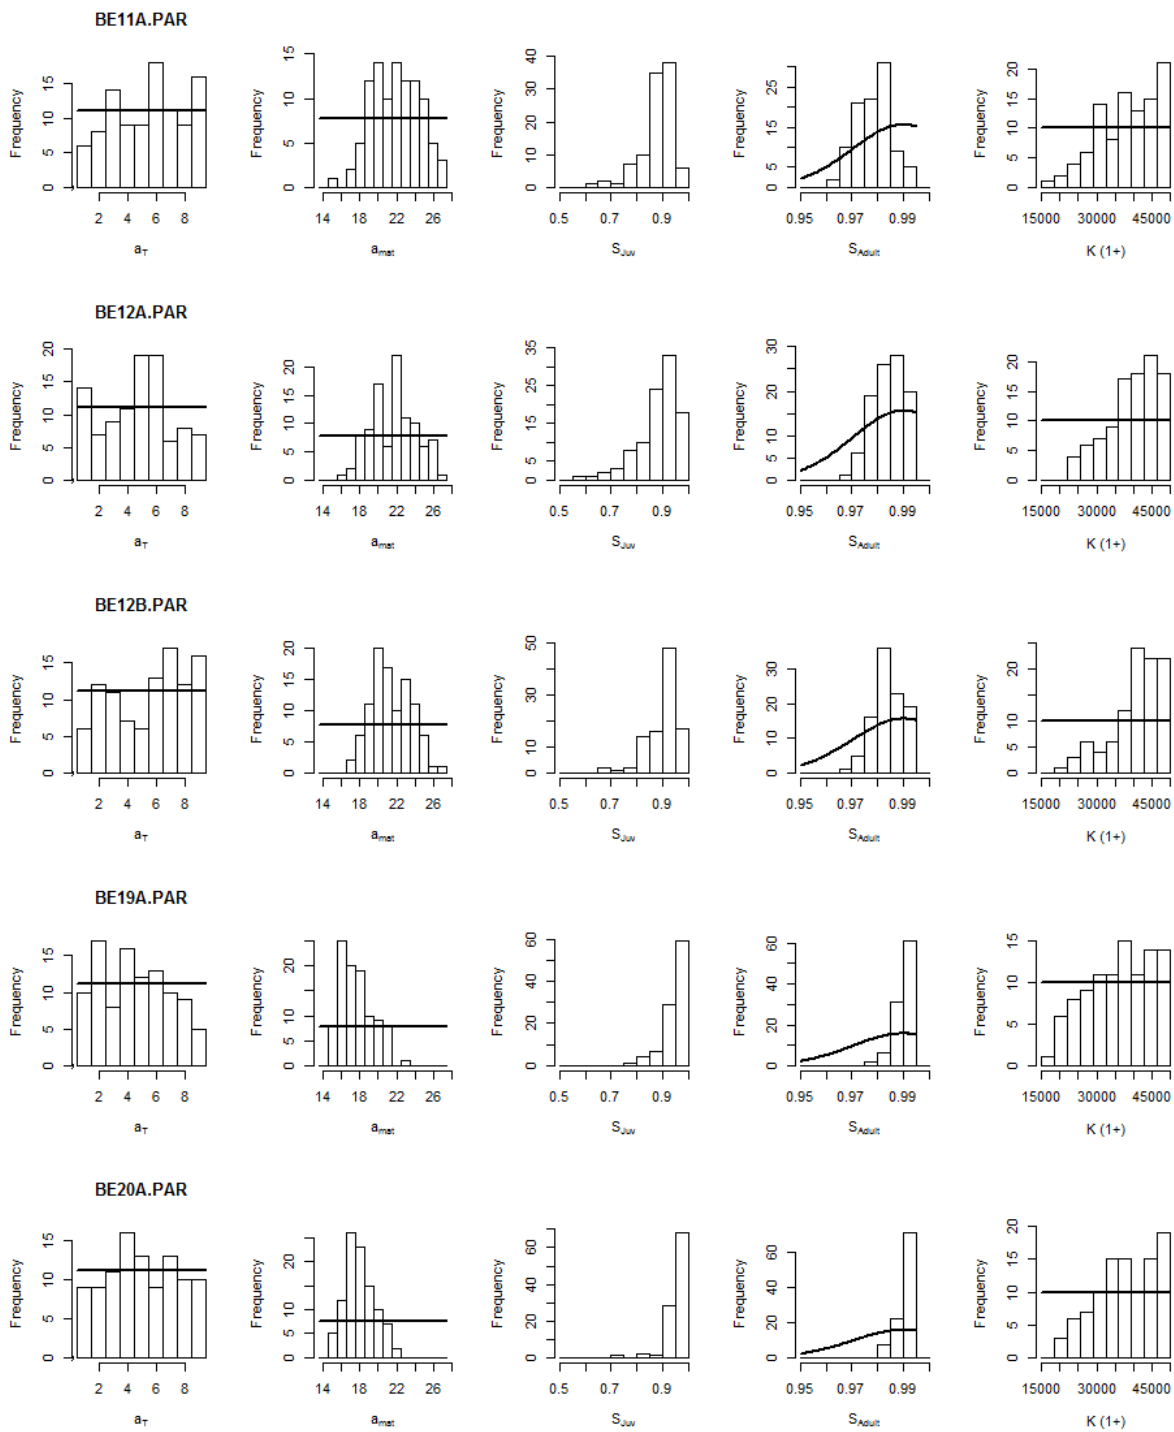 BE11A.PAR
Frequency
0 5 10 15
2 4 6 8
aT
Frequency
0 5 10 15
14 18 22 26
amat
Frequency
0 10 20 30 40
0.5 0.7 0.9
SJuv
Frequency
0 5 15 25
0.95 0.97 0.99
SAdult
Frequency
0 5 10 15 20
15000 30000 45000
K (1+)
BE12A.PAR
Frequency
0 5 10 15 20
2 4 6 8
aT
Frequency
0 5 10 15 20
14 18 22 26
amat
Frequency
0 5 15 25 35
0.5 0.7 0.9
SJuv
Frequency
0 5 10 20 30
0.95 0.97 0.99
SAdult
Frequency
0 5 10 15 20
15000 30000 45000
K (1+)
BE12B.PAR
Frequency
0 5 10 15
2 4 6 8
aT
Frequency
0 5 10 15 20
14 18 22 26
amat
Frequency
0 10 30 50
0.5 0.7 0.9
SJuv
Frequency
0 10 20 30
0.95 0.97 0.99
SAdult
Frequency
0 5 10 20
15000 30000 45000
K (1+)
BE19A.PAR
Frequency
0 5 10 15
2 4 6 8
aT
Frequency
0 5 10 20
14 18 22 26
amat
Frequency
0 20 40 60
0.5 0.7 0.9
SJuv
Frequency
0 20 40 60
0.95 0.97 0.99
SAdult
Frequency
0 5 10 15
15000 30000 45000
K (1+)
BE20A.PAR
Frequency
0 5 10 15
2 4 6 8
aT
Frequency
0 5 10 20
14 18 22 26
amat
Frequency
0 20 40 60
0.5 0.7 0.9
SJuv
Frequency
0 20 40 60
0.95 0.97 0.99
SAdult
Frequency
0 5 10 15 20
15000 30000 45000
K (1+)